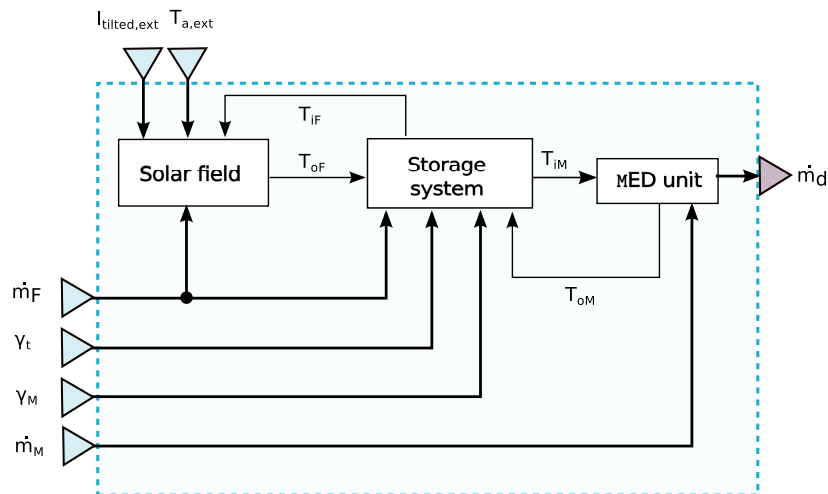 I_tilted,ext T_a,ext
T_iF
Solar field
T_oF
Storage
system
T_iM
MED unit
ṁ_d
ṁ_F
T_oM
γ_t
γ_M
ṁ_M